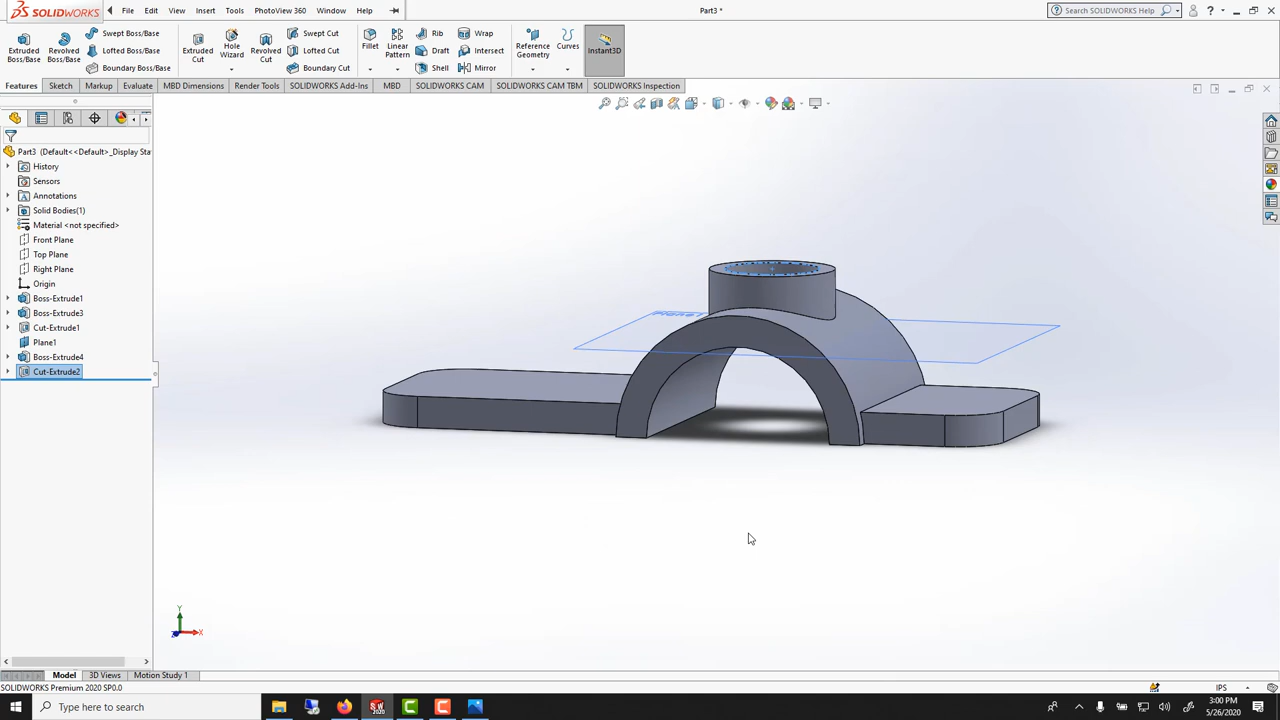 SOLIDWORKS File Edit View Insert Tools PhotoView 360 Window Help Part3 * Search SOLIDWORKS Help
Extruded Boss/Base Revolved Boss/Base Swept Boss/Base Lofted Boss/Base Boundary Boss/Base Extruded Cut Hole Wizard Revolved Cut Swept Cut Lofted Cut Boundary Cut Fillet Linear Pattern Rib Draft Shell Wrap Intersect Mirror Reference Geometry Curves Instant3D
Features Sketch Markup Evaluate MBD Dimensions Render Tools SOLIDWORKS Add-Ins MBD SOLIDWORKS CAM SOLIDWORKS CAM TBM SOLIDWORKS Inspection
Part3 (Default<<Default>_Display Sta
History
Sensors
Annotations
Solid Bodies(1)
Material <not specified>
Front Plane
Top Plane
Right Plane
Origin
Boss-Extrude1
Boss-Extrude3
Cut-Extrude1
Plane1
Boss-Extrude4
Cut-Extrude2
Y
X
Z
Model 3D Views Motion Study 1
SOLIDWORKS Premium 2020 SP0.0 IPS
Type here to search 3:00 PM
5/26/2020